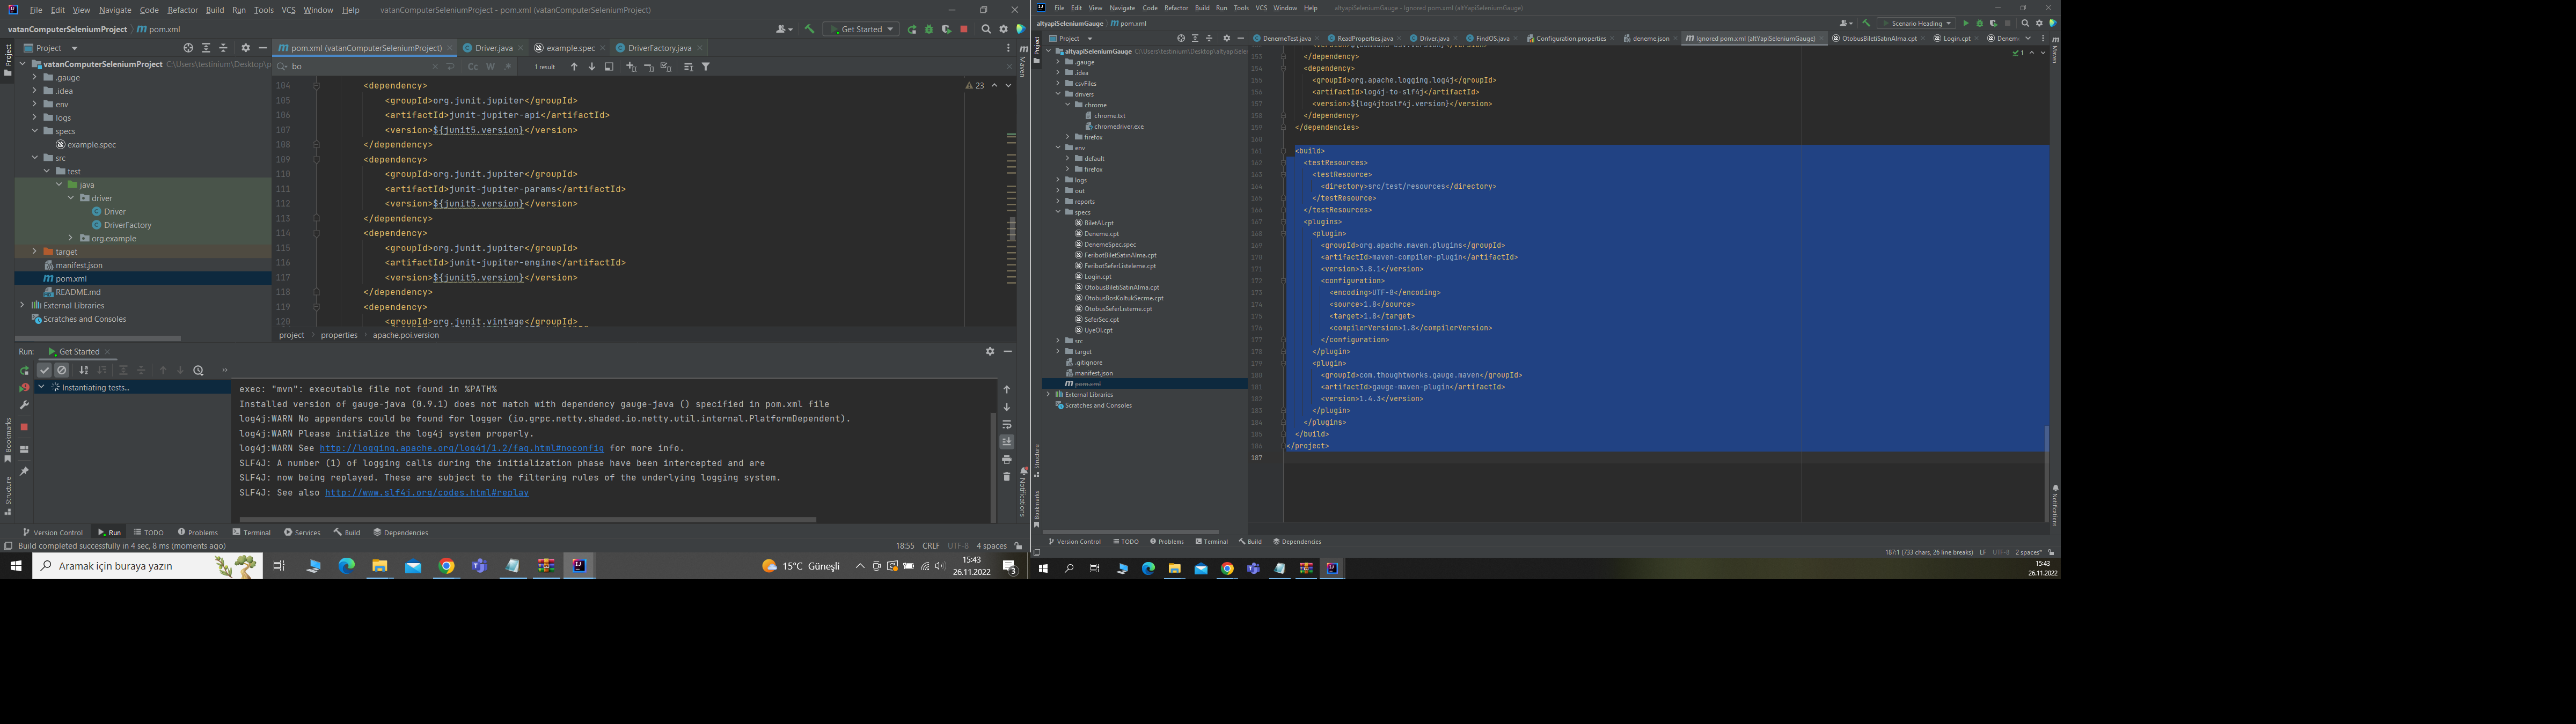 File Edit View Navigate Code Refactor Build Run Tools VCS Window Help vatanComputerSeleniumProject - pom.xml (vatanComputerSeleniumProject)
vatanComputerSeleniumProject pom.xml
Get Started
Project
pom.xml (vatanComputerSeleniumProject) Driver.java example.spec DriverFactory.java
bo
Cc W
1 result
vatanComputerSeleniumProject C:\Users\testinium\Desktop\p
.gauge
.idea
env
logs
specs
example.spec
src
test
java
driver
Driver
DriverFactory
org.example
target
manifest.json
pom.xml
README.md
External Libraries
Scratches and Consoles
23
104 <dependency>
105 <groupId>org.junit.jupiter</groupId>
106 <artifactId>junit-jupiter-api</artifactId>
107 <version>${junit5.version}</version>
108 </dependency>
109 <dependency>
110 <groupId>org.junit.jupiter</groupId>
111 <artifactId>junit-jupiter-params</artifactId>
112 <version>${junit5.version}</version>
113 </dependency>
114 <dependency>
115 <groupId>org.junit.jupiter</groupId>
116 <artifactId>junit-jupiter-engine</artifactId>
117 <version>${junit5.version}</version>
118 </dependency>
119 <dependency>
120 <groupId>org.junit.vintage</groupId>
project properties apache.poi.version
Maven
Notifications
Project
Bookmarks
Structure
Run: Get Started
Instantiating tests...
exec: "mvn": executable file not found in %PATH%
Installed version of gauge-java (0.9.1) does not match with dependency gauge-java () specified in pom.xml file
log4j:WARN No appenders could be found for logger (io.grpc.netty.shaded.io.netty.util.internal.PlatformDependent).
log4j:WARN Please initialize the log4j system properly.
log4j:WARN See http://logging.apache.org/log4j/1.2/faq.html#noconfig for more info.
SLF4J: A number (1) of logging calls during the initialization phase have been intercepted and are
SLF4J: now being replayed. These are subject to the filtering rules of the underlying logging system.
SLF4J: See also http://www.slf4j.org/codes.html#replay
Version Control Run TODO Problems Terminal Services Build Dependencies
Build completed successfully in 4 sec, 8 ms (moments ago)
18:55 CRLF UTF-8 4 spaces
Aramak için buraya yazın
15°C Güneşli
15:43
26.11.2022
3
File Edit View Navigate Code Refactor Build Run Tools VCS Window Help altyapiSeleniumGauge - Ignored pom.xml (altYapiSeleniumGauge)
altyapiSeleniumGauge pom.xml
Scenario Heading
Project
DenemeTest.java ReadProperties.java Driver.java FindOS.java Configuration.properties deneme.json Ignored pom.xml (altYapiSeleniumGauge) OtobusBiletiSatınAlma.cpt Login.cpt Denem
altyapiSeleniumGauge C:\Users\testinium\Desktop\altyapiSele
.gauge
.idea
csvFiles
drivers
chrome
chrome.txt
chromedriver.exe
firefox
env
default
firefox
logs
out
reports
specs
BiletAl.cpt
Deneme.cpt
DenemeSpec.spec
FeribotBiletSatınAlma.cpt
FeribotSeferListeleme.cpt
Login.cpt
OtobusBiletiSatınAlma.cpt
OtobusBosKoltukSecme.cpt
OtobusSeferListeme.cpt
SeferSec.cpt
UyeOl.cpt
src
target
.gitignore
manifest.json
pom.xml
External Libraries
Scratches and Consoles
1
153 </dependency>
154 <dependency>
155 <groupId>org.apache.logging.log4j</groupId>
156 <artifactId>log4j-to-slf4j</artifactId>
157 <version>${log4jtoslf4j.version}</version>
158 </dependency>
159 </dependencies>
160
161 <build>
162 <testResources>
163 <testResource>
164 <directory>src/test/resources</directory>
165 </testResource>
166 </testResources>
167 <plugins>
168 <plugin>
169 <groupId>org.apache.maven.plugins</groupId>
170 <artifactId>maven-compiler-plugin</artifactId>
171 <version>3.8.1</version>
172 <configuration>
173 <encoding>UTF-8</encoding>
174 <source>1.8</source>
175 <target>1.8</target>
176 <compilerVersion>1.8</compilerVersion>
177 </configuration>
178 </plugin>
179 <plugin>
180 <groupId>com.thoughtworks.gauge.maven</groupId>
181 <artifactId>gauge-maven-plugin</artifactId>
182 <version>1.4.3</version>
183 </plugin>
184 </plugins>
185 </build>
186 </project>
187
Maven
Notifications
Project
Structure
Bookmarks
Version Control TODO Problems Terminal Build Dependencies
187:1 (733 chars, 26 line breaks) LF UTF-8 2 spaces*
15:43
26.11.2022